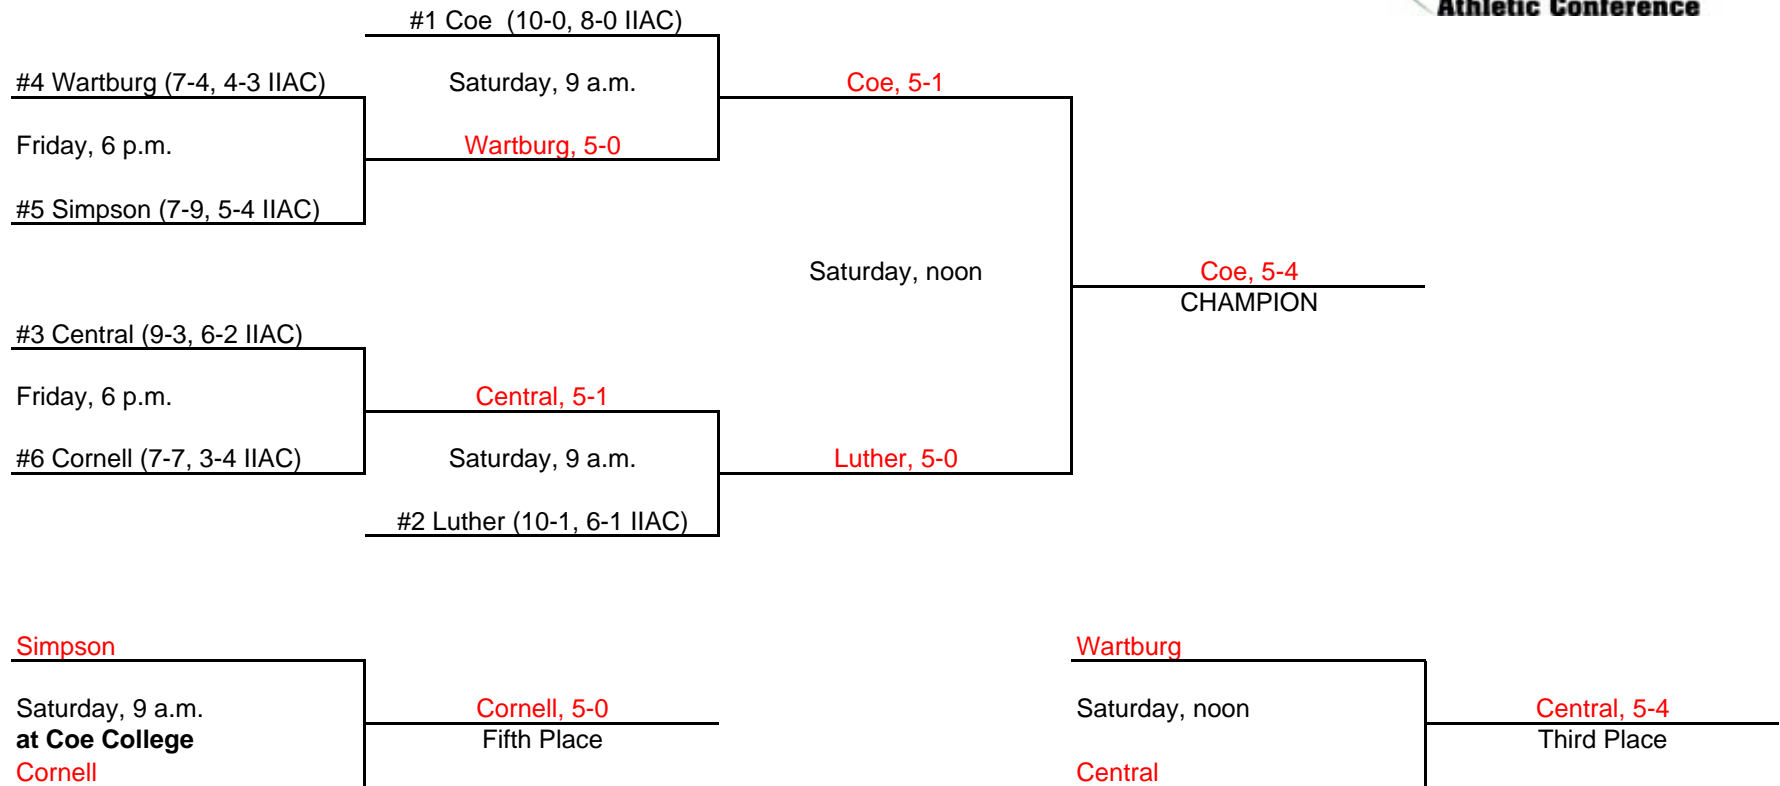 Athletic Conference
#1 Coe  (10-0, 8-0 IIAC)
#4 Wartburg (7-4, 4-3 IIAC)
Saturday, 9 a.m.
Coe, 5-1
Friday, 6 p.m.
Wartburg, 5-0
#5 Simpson (7-9, 5-4 IIAC)
Saturday, noon
Coe, 5-4
CHAMPION
#3 Central (9-3, 6-2 IIAC)
Friday, 6 p.m.
Central, 5-1
#6 Cornell (7-7, 3-4 IIAC)
Saturday, 9 a.m.
Luther, 5-0
#2 Luther (10-1, 6-1 IIAC)
Simpson
Wartburg
Saturday, 9 a.m.
Cornell, 5-0
Saturday, noon
Central, 5-4
at Coe College
Fifth Place
Third Place
Cornell
Central